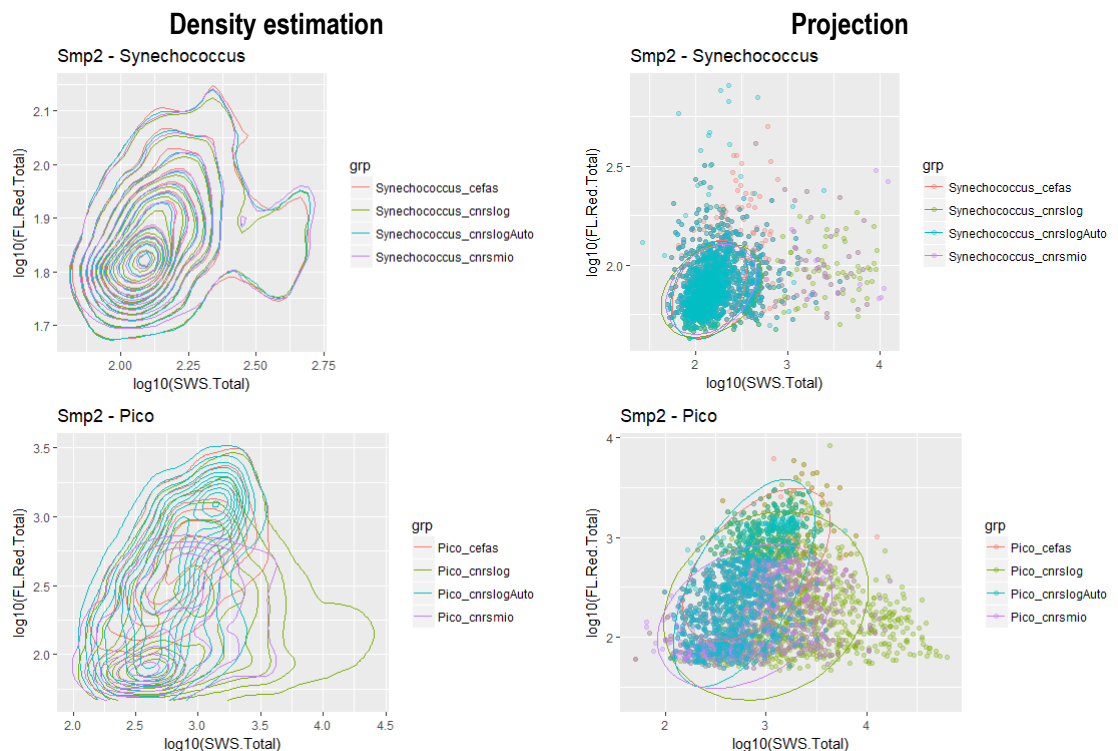 Density estimation
Smp2 - Synechococcus
log10(FL.Red.Total)
2.1
2.0
1.9
1.8
1.7
2.00
2.25
2.50
2.75
log10(SWS.Total)
grp
Synechococcus_cefas
Synechococcus_cnrslog
Synechococcus_cnrslogAuto
Synechococcus_cnrsmio
Projection
Smp2 - Synechococcus
log10(FL.Red.Total)
2.5
2.0
2
3
4
log10(SWS.Total)
grp
Synechococcus_cefas
Synechococcus_cnrslog
Synechococcus_cnrslogAuto
Synechococcus_cnrsmio
Smp2 - Pico
log10(FL.Red.Total)
3.5
3.0
2.5
2.0
2.0
2.5
3.0
3.5
4.0
4.5
log10(SWS.Total)
grp
Pico_cefas
Pico_cnrslog
Pico_cnrslogAuto
Pico_cnrsmio
Smp2 - Pico
log10(FL.Red.Total)
4
3
2
2
3
4
log10(SWS.Total)
grp
Pico_cefas
Pico_cnrslog
Pico_cnrslogAuto
Pico_cnrsmio